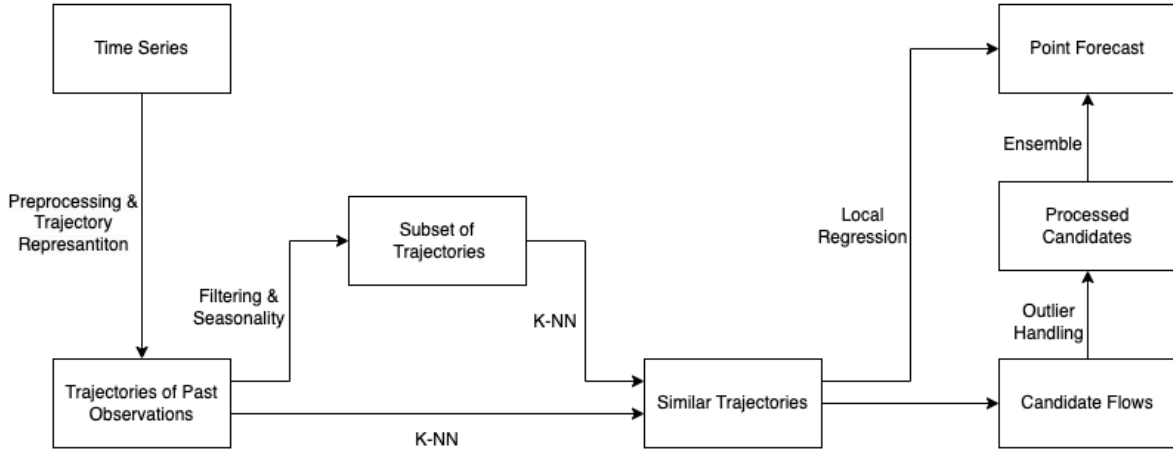 Time Series
Point Forecast
Ensemble
Preprocessing &
Trajectory
Represantiton
Subset of
Trajectories
Local
Regression
Processed
Candidates
Filtering &
Seasonality
K-NN
Outlier
Handling
Trajectories of Past
Observations
K-NN
Similar Trajectories
Candidate Flows